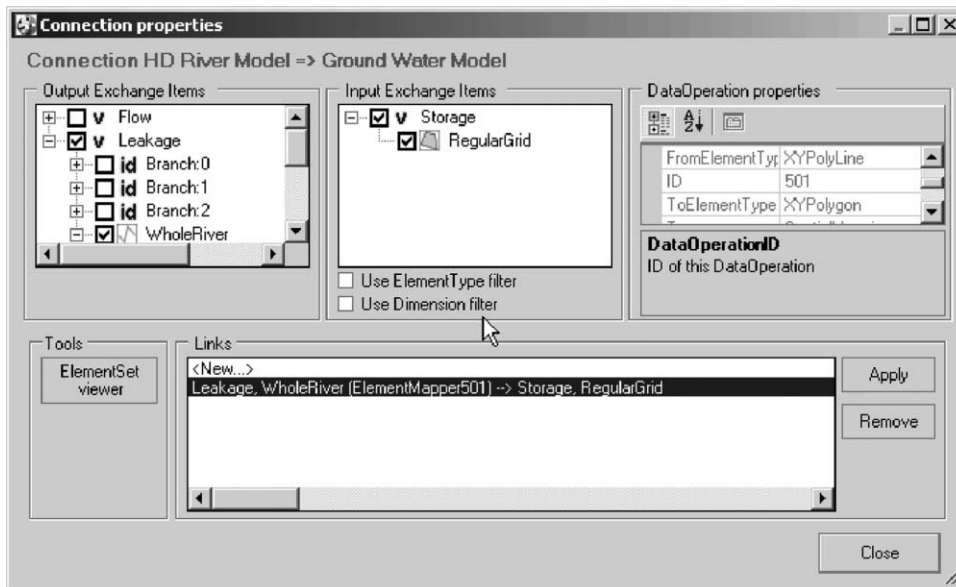 Connection properties
Connection HD River Model => Ground Water Model
Output Exchange Items
v Flow
v Leakage
id Branch:0
id Branch:1
id Branch:2
WholeRiver
Input Exchange Items
v Storage
RegularGrid
Use ElementType filter
Use Dimension filter
DataOperation properties
FromElementTyp XYPolyLine
ID 501
ToElementType XYPolygon
DataOperationID
ID of this DataOperation
Tools
ElementSet
viewer
Links
<New...>
Leakage, WholeRiver (ElementMapper501) --> Storage, RegularGrid
Apply
Remove
Close